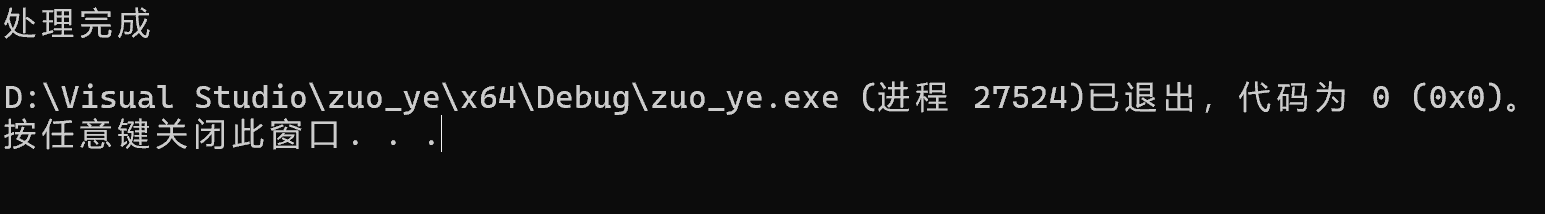 处理完成
D:\Visual Studio\zuo_ye\x64\Debug\zuo_ye.exe (进程 27524)已退出，代码为 0 (0x0)。
按任意键关闭此窗口. . .